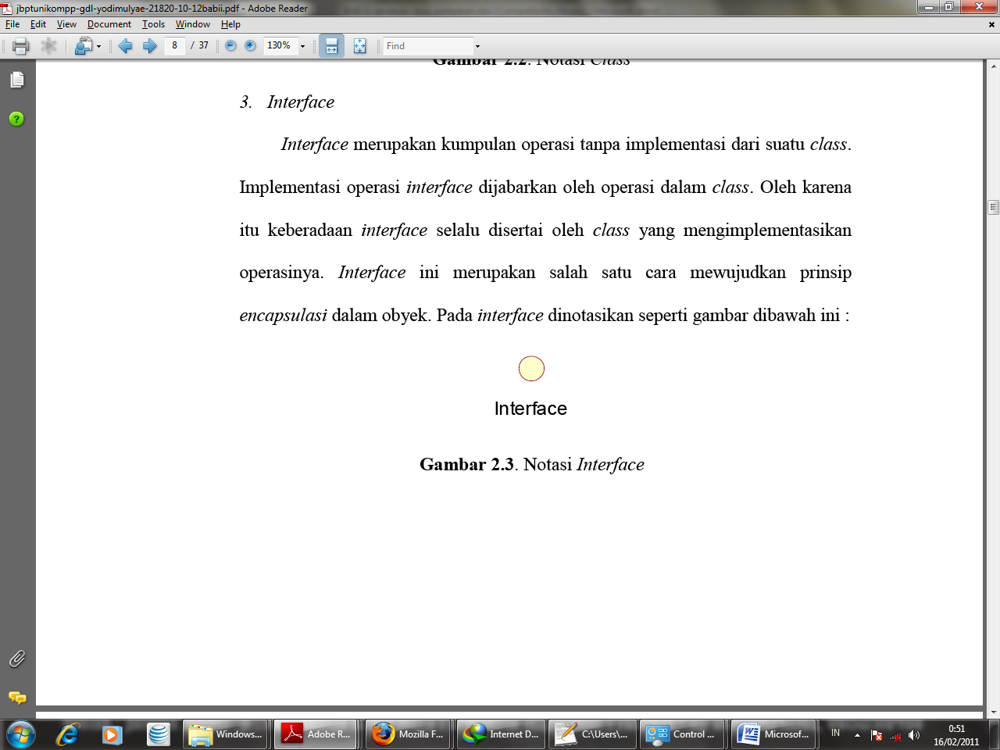 jbptunikompp-gdl-yodimulyae-21820-10-12babii.pdf - Adobe Reader
File Edit View Document Tools Window Help
8 / 37 130% Find
Gambar 2.2. Notasi Class
3. Interface
Interface merupakan kumpulan operasi tanpa implementasi dari suatu class.
Implementasi operasi interface dijabarkan oleh operasi dalam class. Oleh karena
itu keberadaan interface selalu disertai oleh class yang mengimplementasikan
operasinya. Interface ini merupakan salah satu cara mewujudkan prinsip
encapsulasi dalam obyek. Pada interface dinotasikan seperti gambar dibawah ini :
Interface
Gambar 2.3. Notasi Interface
Windows... Adobe R... Mozilla F... Internet D... C:\Users\... Control ... Microsof... IN 0:51
16/02/2011